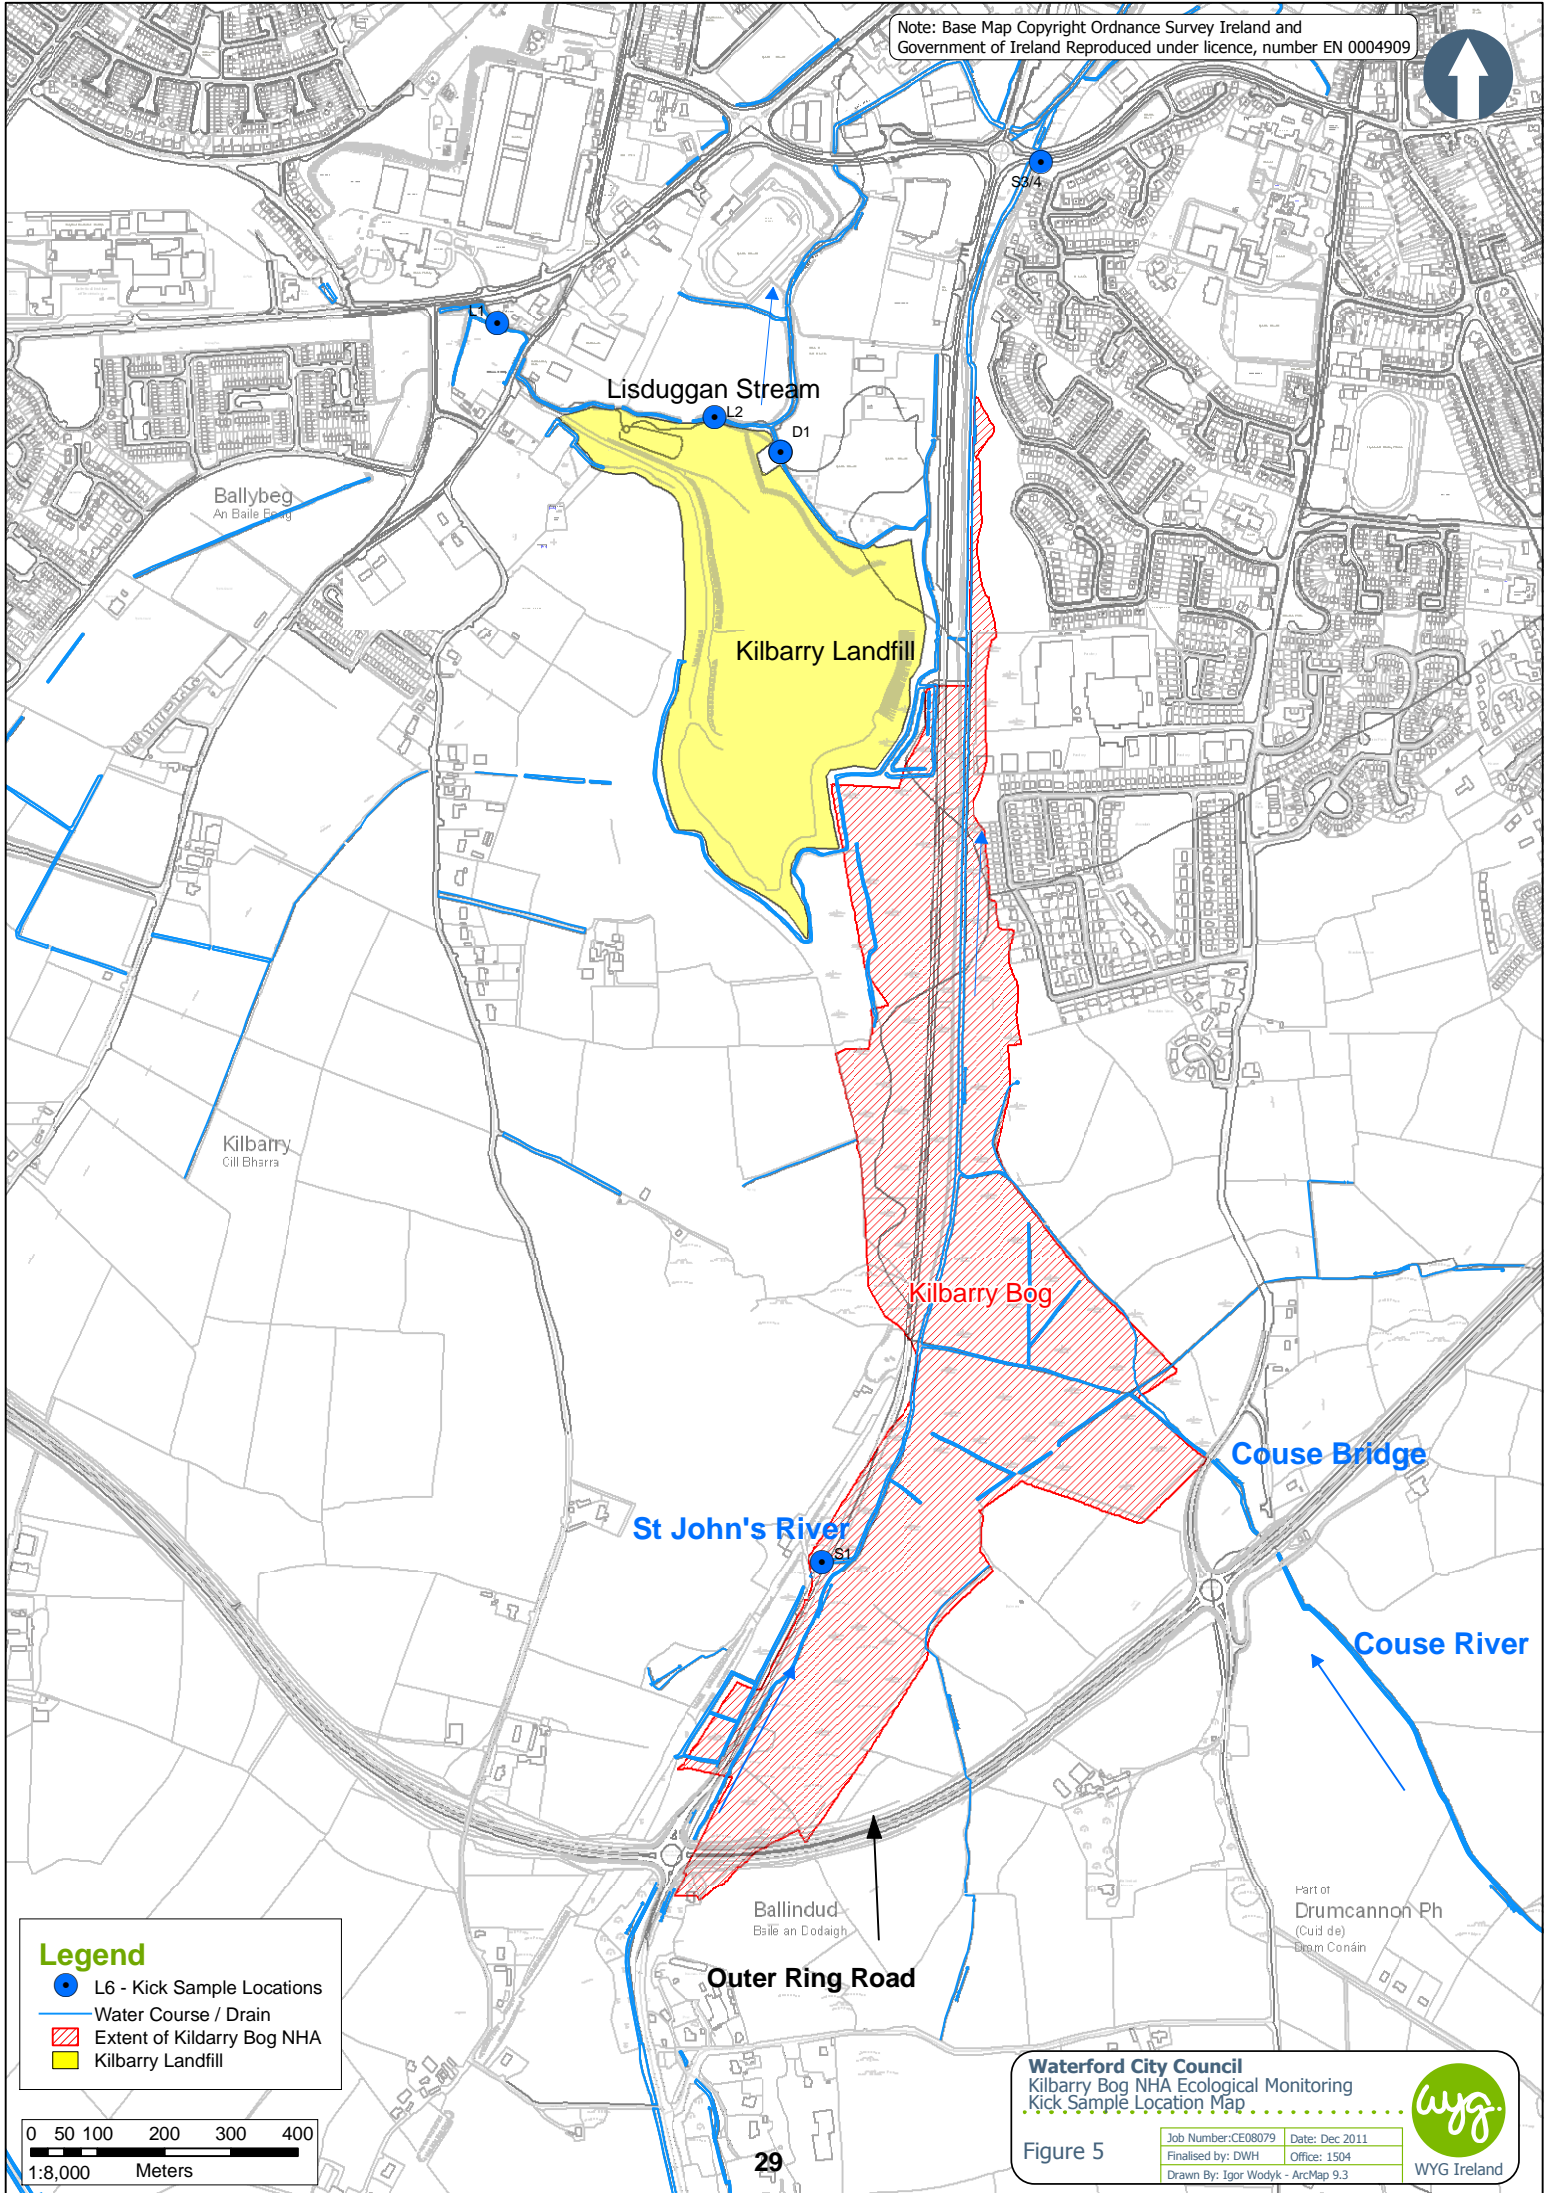 Note: Base Map Copyright Ordnance Survey Ireland and
Government of Ireland Reproduced under licence, number EN 0004909
S3/4
L1
Lisduggan Stream
L2
D1
Ballybeg
An Baile Beag
Kilbarry Landfill
Kilbarry
Cill Bharra
Kilbarry Bog
Couse Bridge
St John's River
S1
Couse River
Ballindud
Baile an Dodaigh
Part of
Drumcannon Ph
(Cuid de)
Drom Conáin
Outer Ring Road
Legend
L6 - Kick Sample Locations
Water Course / Drain
Extent of Kildarry Bog NHA
Kilbarry Landfill
0 50 100 200 300 400
1:8,000 Meters
29
Waterford City Council
Kilbarry Bog NHA Ecological Monitoring
Kick Sample Location Map
Figure 5
Job Number:CE08079 Date: Dec 2011
Finalised by: DWH Office: 1504
Drawn By: Igor Wodyk - ArcMap 9.3
wyg
WYG Ireland